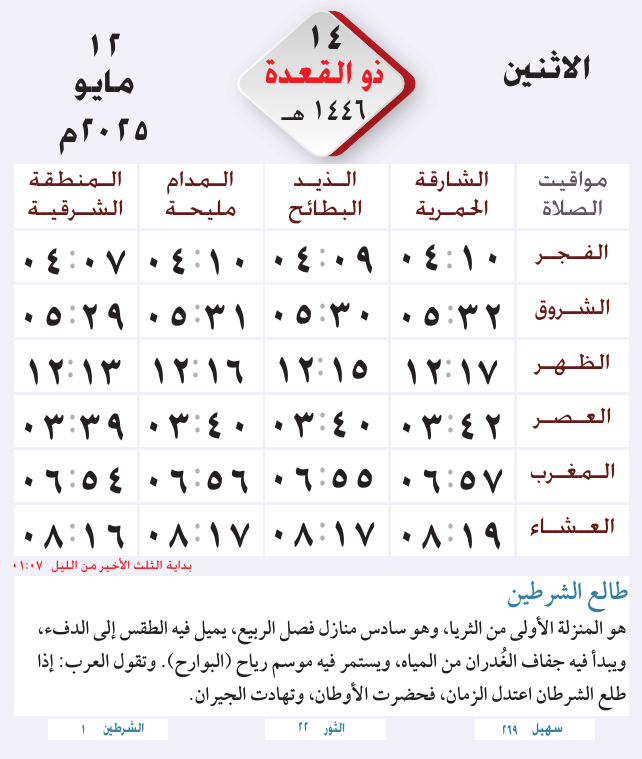 الاثنين
١٤
ذو القعدة
١٤٤٦ هـ
١٢
مايو
٢٠٢٥م
مواقيت الصلاة | الشارقة الحمرية | الذيد البطائح | المدام مليحة | المنطقة الشرقية
الفجر ٠٤:١٠ ٠٤:٠٩ ٠٤:١٠ ٠٤:٠٧
الشروق ٠٥:٣٢ ٠٥:٣٠ ٠٥:٣١ ٠٥:٢٩
الظهر ١٢:١٧ ١٢:١٥ ١٢:١٦ ١٢:١٣
العصر ٠٣:٤٢ ٠٣:٤٠ ٠٣:٤٠ ٠٣:٣٩
المغرب ٠٦:٥٧ ٠٦:٥٥ ٠٦:٥٦ ٠٦:٥٤
العشاء ٠٨:١٩ ٠٨:١٧ ٠٨:١٧ ٠٨:١٦
بداية الثلث الأخير من الليل ٠١:٠٧
طالع الشرطين
هو المنزلة الأولى من الثريا، وهو سادس منازل فصل الربيع، يميل فيه الطقس إلى الدفء،
ويبدأ فيه جفاف الغُدران من المياه، ويستمر فيه موسم رياح (البوارح). وتقول العرب: إذا
طلع الشرطان اعتدل الزمان، فحضرت الأوطان، وتهادت الجيران.
سهيل ٢٦٩
الثور ٢٢
الشرطين ١